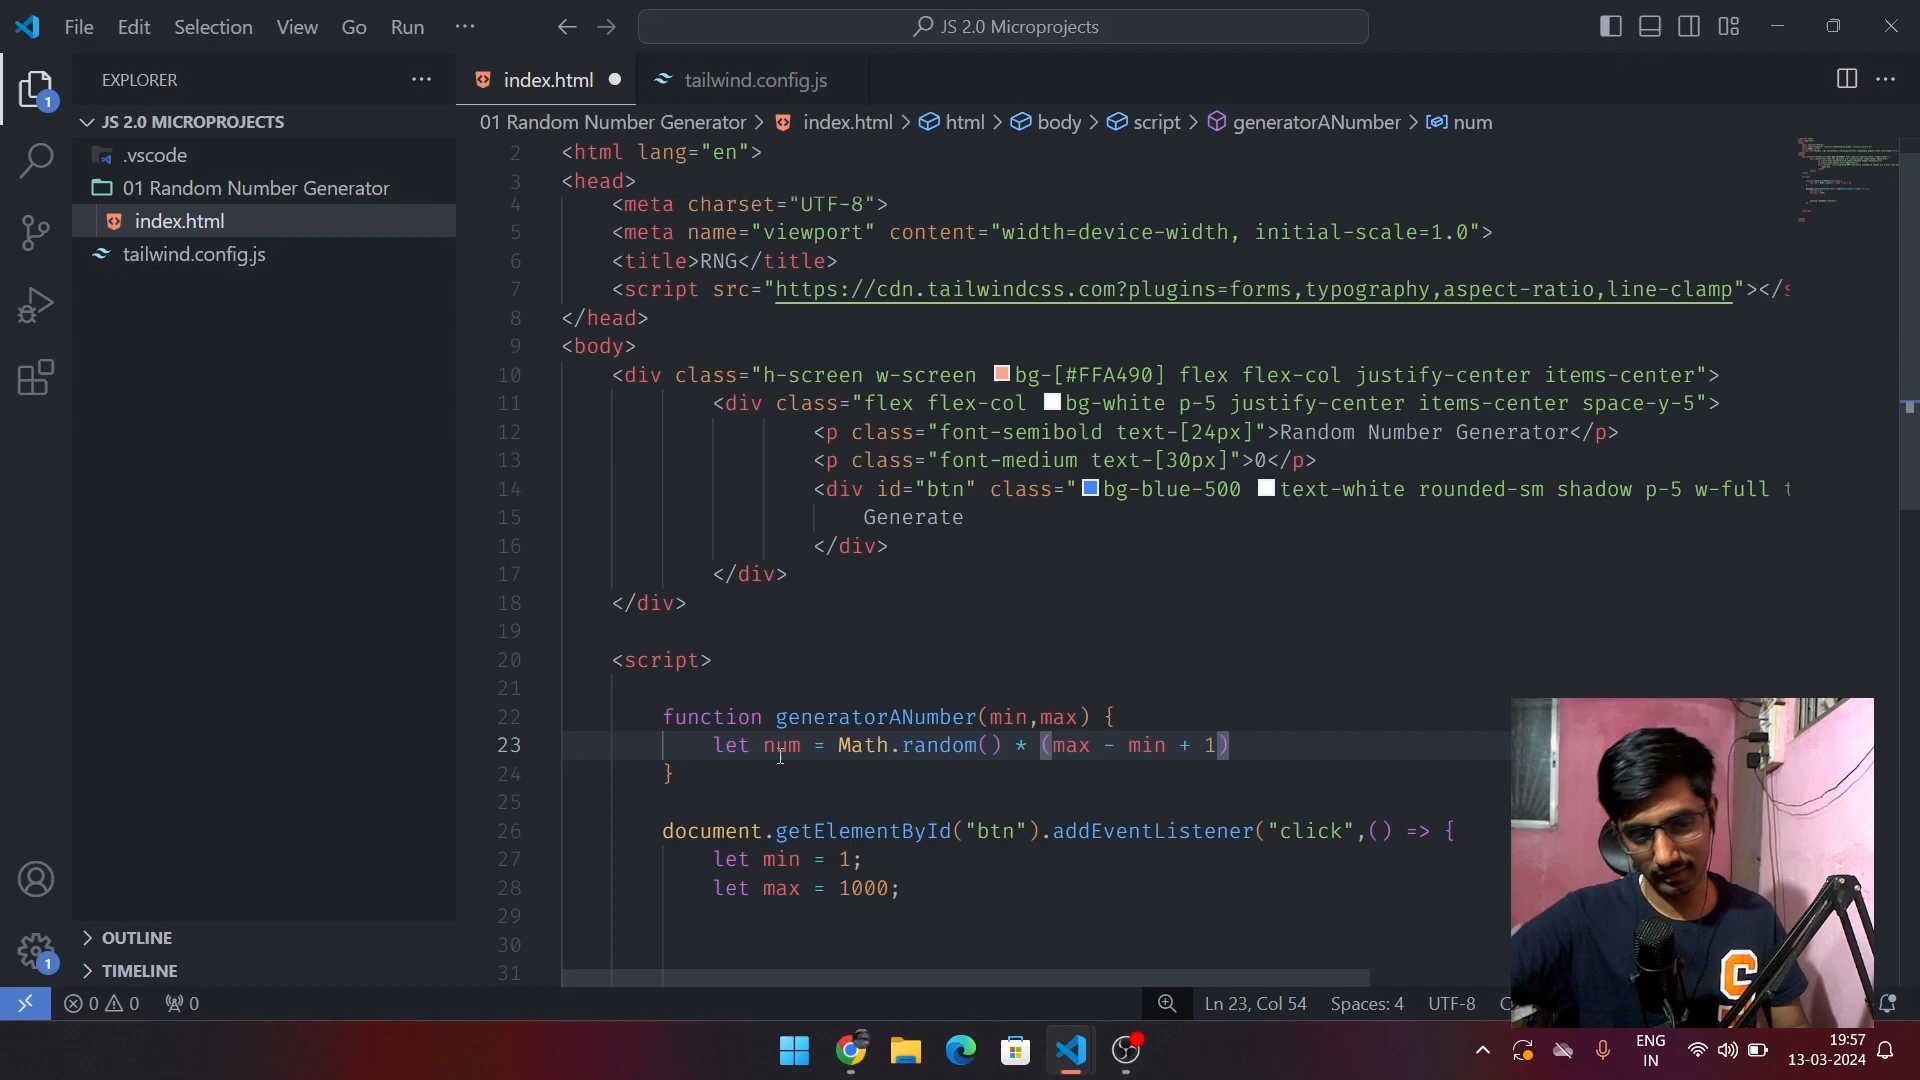 File Edit Selection View Go Run ···
JS 2.0 Microprojects
EXPLORER
JS 2.0 MICROPROJECTS
.vscode
01 Random Number Generator
index.html
tailwind.config.js
OUTLINE
TIMELINE
index.html
tailwind.config.js
01 Random Number Generator > index.html > html > body > script > generatorANumber > num
2 <html lang="en">
3 <head>
4 <meta charset="UTF-8">
5 <meta name="viewport" content="width=device-width, initial-scale=1.0">
6 <title>RNG</title>
7 <script src="https://cdn.tailwindcss.com?plugins=forms,typography,aspect-ratio,line-clamp"></s
8 </head>
9 <body>
10 <div class="h-screen w-screen bg-[#FFA490] flex flex-col justify-center items-center">
11 <div class="flex flex-col bg-white p-5 justify-center items-center space-y-5">
12 <p class="font-semibold text-[24px]">Random Number Generator</p>
13 <p class="font-medium text-[30px]">0</p>
14 <div id="btn" class="bg-blue-500 text-white rounded-sm shadow p-5 w-full t
15 Generate
16 </div>
17 </div>
18 </div>
19
20 <script>
21
22 function generatorANumber(min,max) {
23 let num = Math.random() * (max - min + 1)
24 }
25
26 document.getElementById("btn").addEventListener("click",() => {
27 let min = 1;
28 let max = 1000;
29
30
31
0 0 0
Ln 23, Col 54 Spaces: 4 UTF-8
1
1
ENG
IN
19:57
13-03-2024